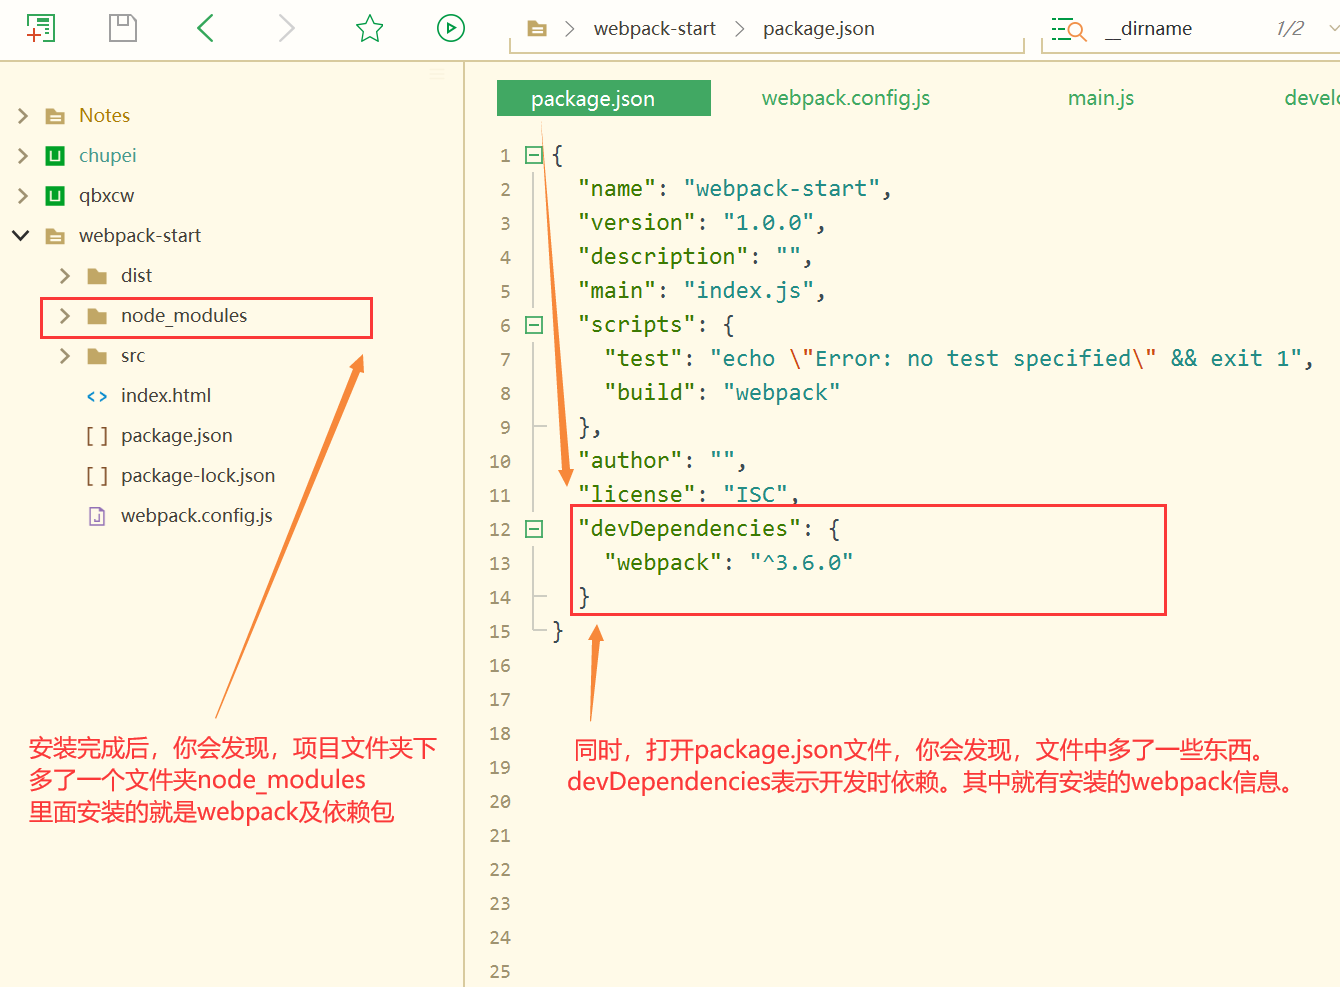 webpack-start
package.json
__dirname
1/2
Notes
chupei
qbxcw
webpack-start
dist
node_modules
src
index.html
package.json
package-lock.json
webpack.config.js
package.json
webpack.config.js
main.js
1 {
2 "name": "webpack-start",
3 "version": "1.0.0",
4 "description": "",
5 "main": "index.js",
6 "scripts": {
7 "test": "echo \"Error: no test specified\" && exit 1",
8 "build": "webpack"
9 },
10 "author": "",
11 "license": "ISC",
12 "devDependencies": {
13 "webpack": "^3.6.0"
14 }
15 }
16
17
18
19
20
21
22
23
24
25
安装完成后，你会发现，项目文件夹下
多了一个文件夹node_modules
里面安装的就是webpack及依赖包
同时，打开package.json文件，你会发现，文件中多了一些东西。
devDependencies表示开发时依赖。其中就有安装的webpack信息。